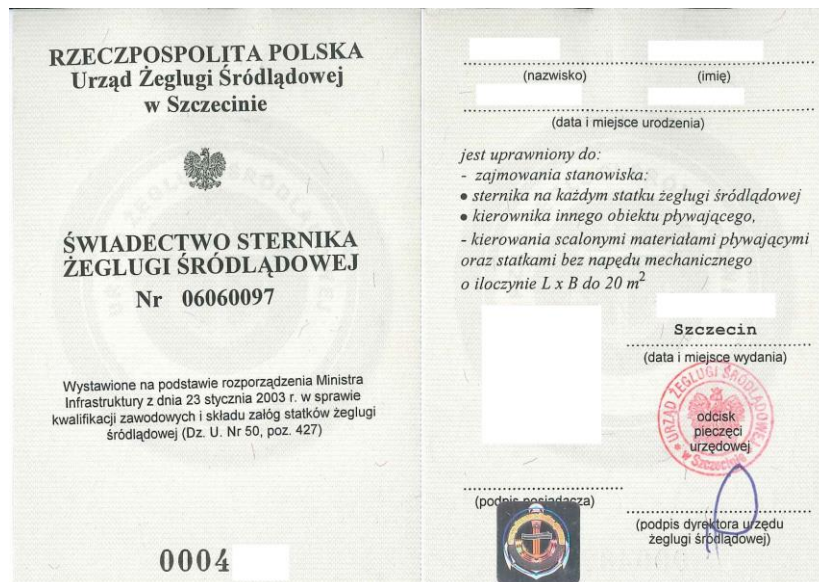 RZECZPOSPOLITA POLSKA
Urząd Żeglugi Śródlądowej
w Szczecinie
ŚWIADECTWO STERNIKA
ŻEGLUGI ŚRÓDLĄDOWEJ
Nr 06060097
Wystawione na podstawie rozporządzenia Ministra
Infrastruktury z dnia 23 stycznia 2003 r. w sprawie
kwalifikacji zawodowych i składu załóg statków żeglugi
śródlądowej (Dz. U. Nr 50, poz. 427)
0004
(nazwisko) (imię)
(data i miejsce urodzenia)
jest uprawniony do:
- zajmowania stanowiska:
• sternika na każdym statku żeglugi śródlądowej
• kierownika innego obiektu pływającego,
- kierowania scalonymi materiałami pływającymi
oraz statkami bez napędu mechanicznego
o iloczynie L x B do 20 m²
Szczecin
(data i miejsce wydania)
URZĄD ŻEGLUGI ŚRÓDLĄDOWEJ
w Szczecinie
odcisk
pieczęci
urzędowej
(podpis posiadacza)
(podpis dyrektora urzędu
żeglugi śródlądowej)